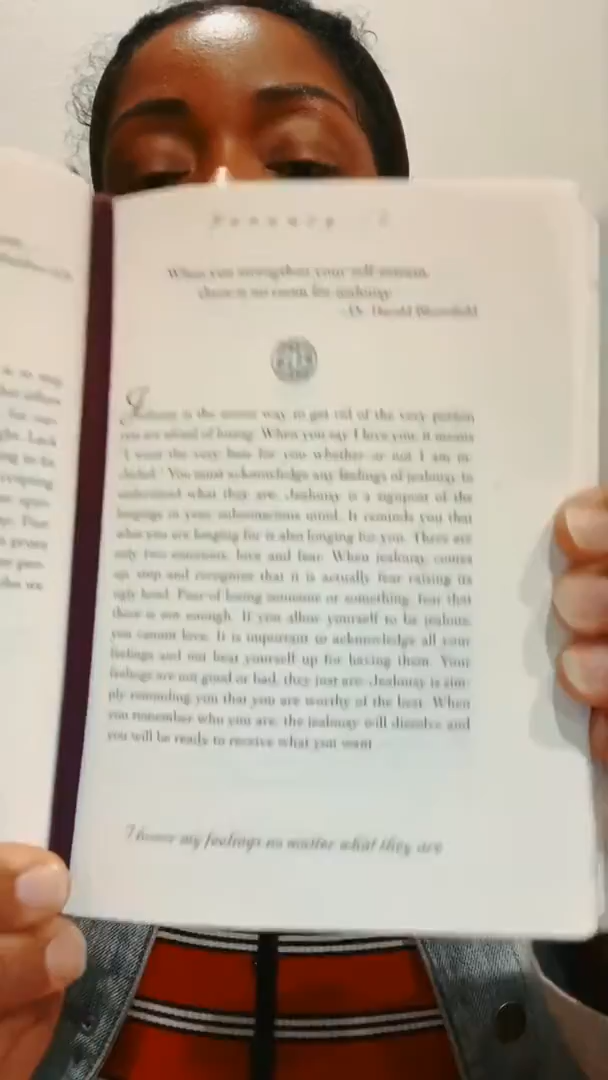 January
When you strengthen your self esteem,
there is no room for jealousy
–Dr. Harold Bloomfield
Jealousy is the surest way to get rid of the very person
you are afraid of losing. When you say I love you, it means
"I want the very best for you whether or not I am in-
cluded." You must acknowledge any feelings of jealousy to
understand what they are. Jealousy is a signpost of the
longings in your subconscious mind. It reminds you that
what you are longing for is also longing for you. There are
only two emotions, love and fear. When jealousy comes
up, stop and recognize that it is actually fear raising its
ugly head. Fear of losing someone or something, fear that
there is not enough. If you allow yourself to be jealous,
you cannot love. It is important to acknowledge all your
feelings and not beat yourself up for having them. Your
feelings are not good or bad, they just are. Jealousy is sim-
ply reminding you that you are worthy of the best. When
you remember who you are, the jealousy will dissolve and
you will be ready to receive what you want
I honor my feelings no matter what they are